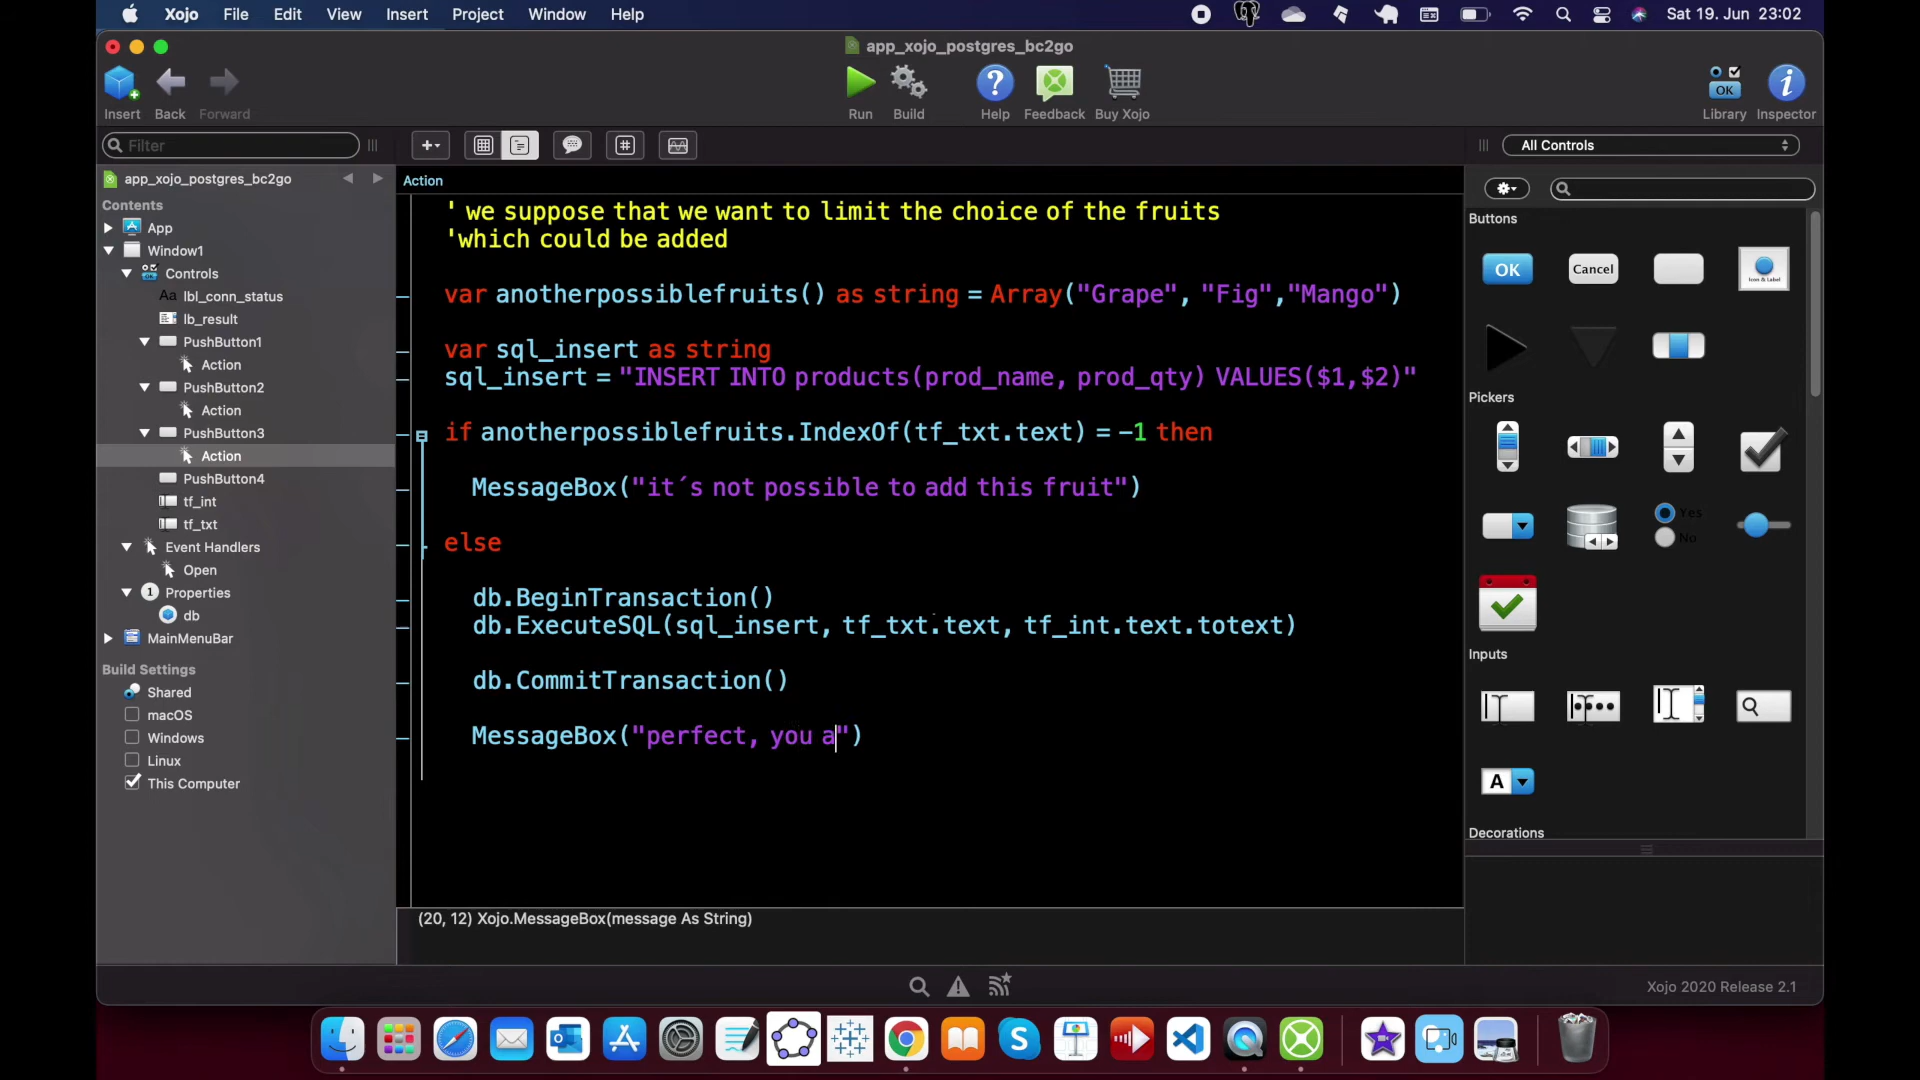 Xojo File Edit View Insert Project Window Help
Sat 19. Jun 23:02
app_xojo_postgres_bc2go
Insert Back Forward
Run Build Help Feedback Buy Xojo
OK
Library Inspector
Filter
All Controls
app_xojo_postgres_bc2go
Contents
App
Window1
Controls
Aa lbl_conn_status
lb_result
PushButton1
Action
PushButton2
Action
PushButton3
Action
PushButton4
tf_int
tf_txt
Event Handlers
Open
1 Properties
db
MainMenuBar
Build Settings
Shared
macOS
Windows
Linux
This Computer
Action
' we suppose that we want to limit the choice of the fruits
'which could be added
var anotherpossiblefruits() as string = Array("Grape", "Fig","Mango")
var sql_insert as string
sql_insert = "INSERT INTO products(prod_name, prod_qty) VALUES($1,$2)"
if anotherpossiblefruits.IndexOf(tf_txt.text) = -1 then
MessageBox("it´s not possible to add this fruit")
else
db.BeginTransaction()
db.ExecuteSQL(sql_insert, tf_txt.text, tf_int.text.totext)
db.CommitTransaction()
MessageBox("perfect, you a")
(20, 12) Xojo.MessageBox(message As String)
Buttons
OK
Cancel
Icon & Label
Pickers
Yes
No
Inputs
A
Decorations
Xojo 2020 Release 2.1